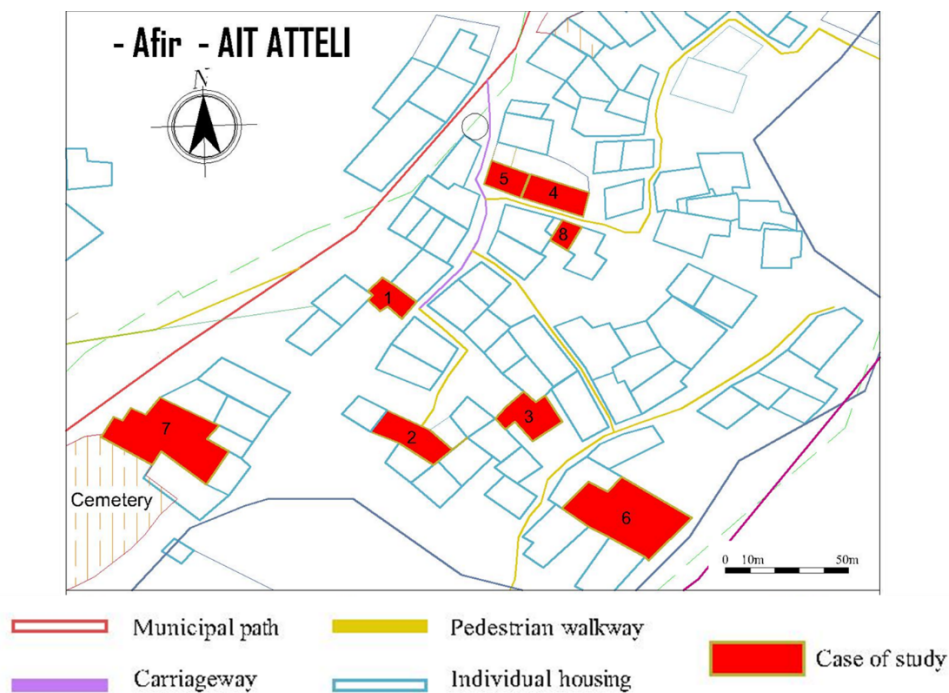 - Afir - AIT ATTELI
N
5
4
8
1
3
2
7
Cemetery
6
0 10m 50m
Municipal path
Pedestrian walkway
Carriageway
Individual housing
Case of study